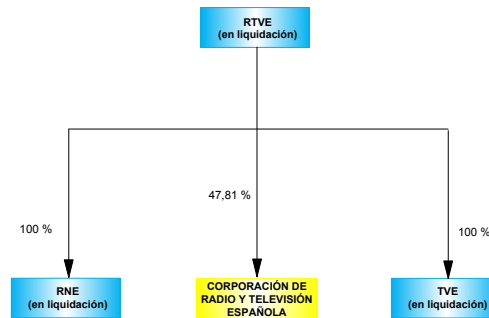 RTVE
(en liquidación)
47,81 %
100 %
100 %
RNE
(en liquidación)
CORPORACIÓN DE
RADIO Y TELEVISIÓN
ESPAÑOLA
TVE
(en liquidación)